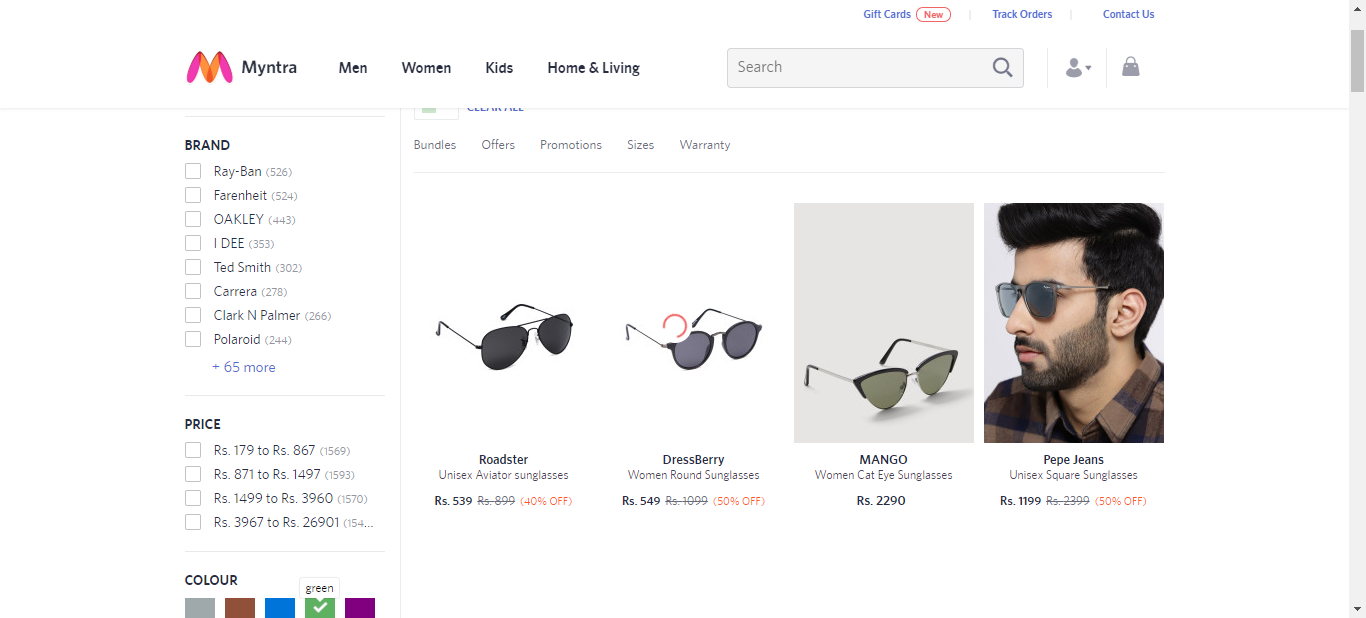 Gift Cards New Track Orders Contact Us
Myntra Men Women Kids Home & Living Search
CLEAR ALL
Bundles Offers Promotions Sizes Warranty
BRAND
Ray-Ban (526)
Farenheit (524)
OAKLEY (443)
I DEE (353)
Ted Smith (302)
Carrera (278)
Clark N Palmer (266)
Polaroid (244)
+ 65 more
PRICE
Rs. 179 to Rs. 867 (1569)
Rs. 871 to Rs. 1497 (1593)
Rs. 1499 to Rs. 3960 (1570)
Rs. 3967 to Rs. 26901 (154...
COLOUR
green
Roadster
Unisex Aviator sunglasses
Rs. 539 Rs. 899 (40% OFF)
DressBerry
Women Round Sunglasses
Rs. 549 Rs. 1099 (50% OFF)
MANGO
Women Cat Eye Sunglasses
Rs. 2290
Pepe Jeans
Unisex Square Sunglasses
Rs. 1199 Rs. 2399 (50% OFF)